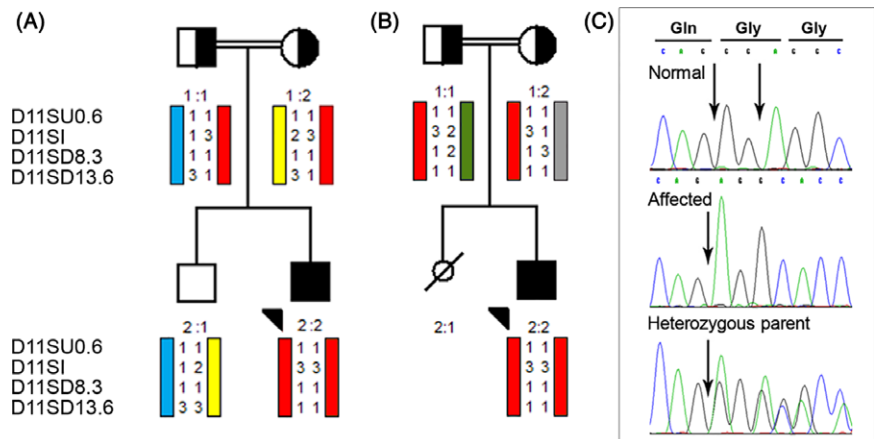 (A)
1:1 1:2
D11SU0.6 1 1 1 1
D11SI 1 3 2 3
D11SD8.3 1 1 1 1
D11SD13.6 3 1 3 1
2:1 2:2
D11SU0.6 1 1 1 1
D11SI 1 2 3 3
D11SD8.3 1 1 1 1
D11SD13.6 3 3 1 1
(B)
1:1 1:2
1 1 1 1
3 2 3 1
1 2 1 3
1 1 1 1
2:1 2:2
1 1
3 3
1 1
1 1
(C)
Gln Gly Gly
C A G G G A G G C
Normal
C A G A G G C A C C
Affected
Heterozygous parent